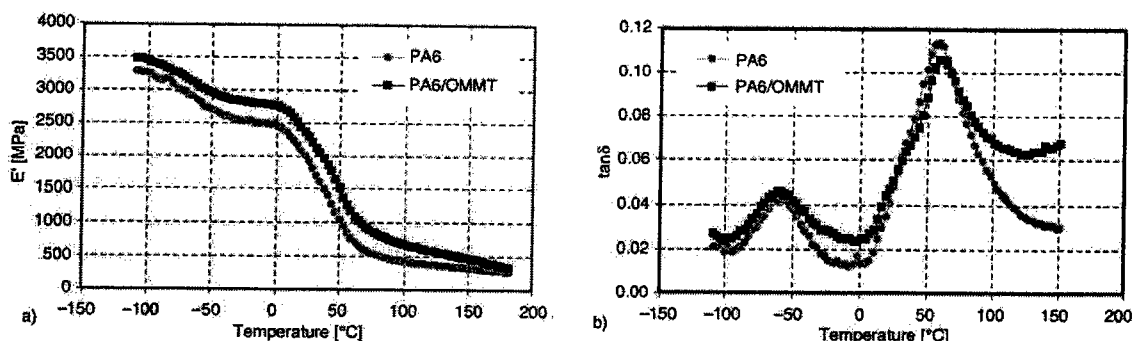 4000
3500
3000
2500
2000
1500
1000
500
0
E' [MPa]
PA6
PA6/OMMT
−150 −100 −50 0 50 100 150 200
Temperature [°C]
a)
0.12
0.10
0.08
0.06
0.04
0.02
0.00
tanδ
PA6
PA6/OMMT
−150 −100 −50 0 50 100 150 200
Temperature [°C]
b)